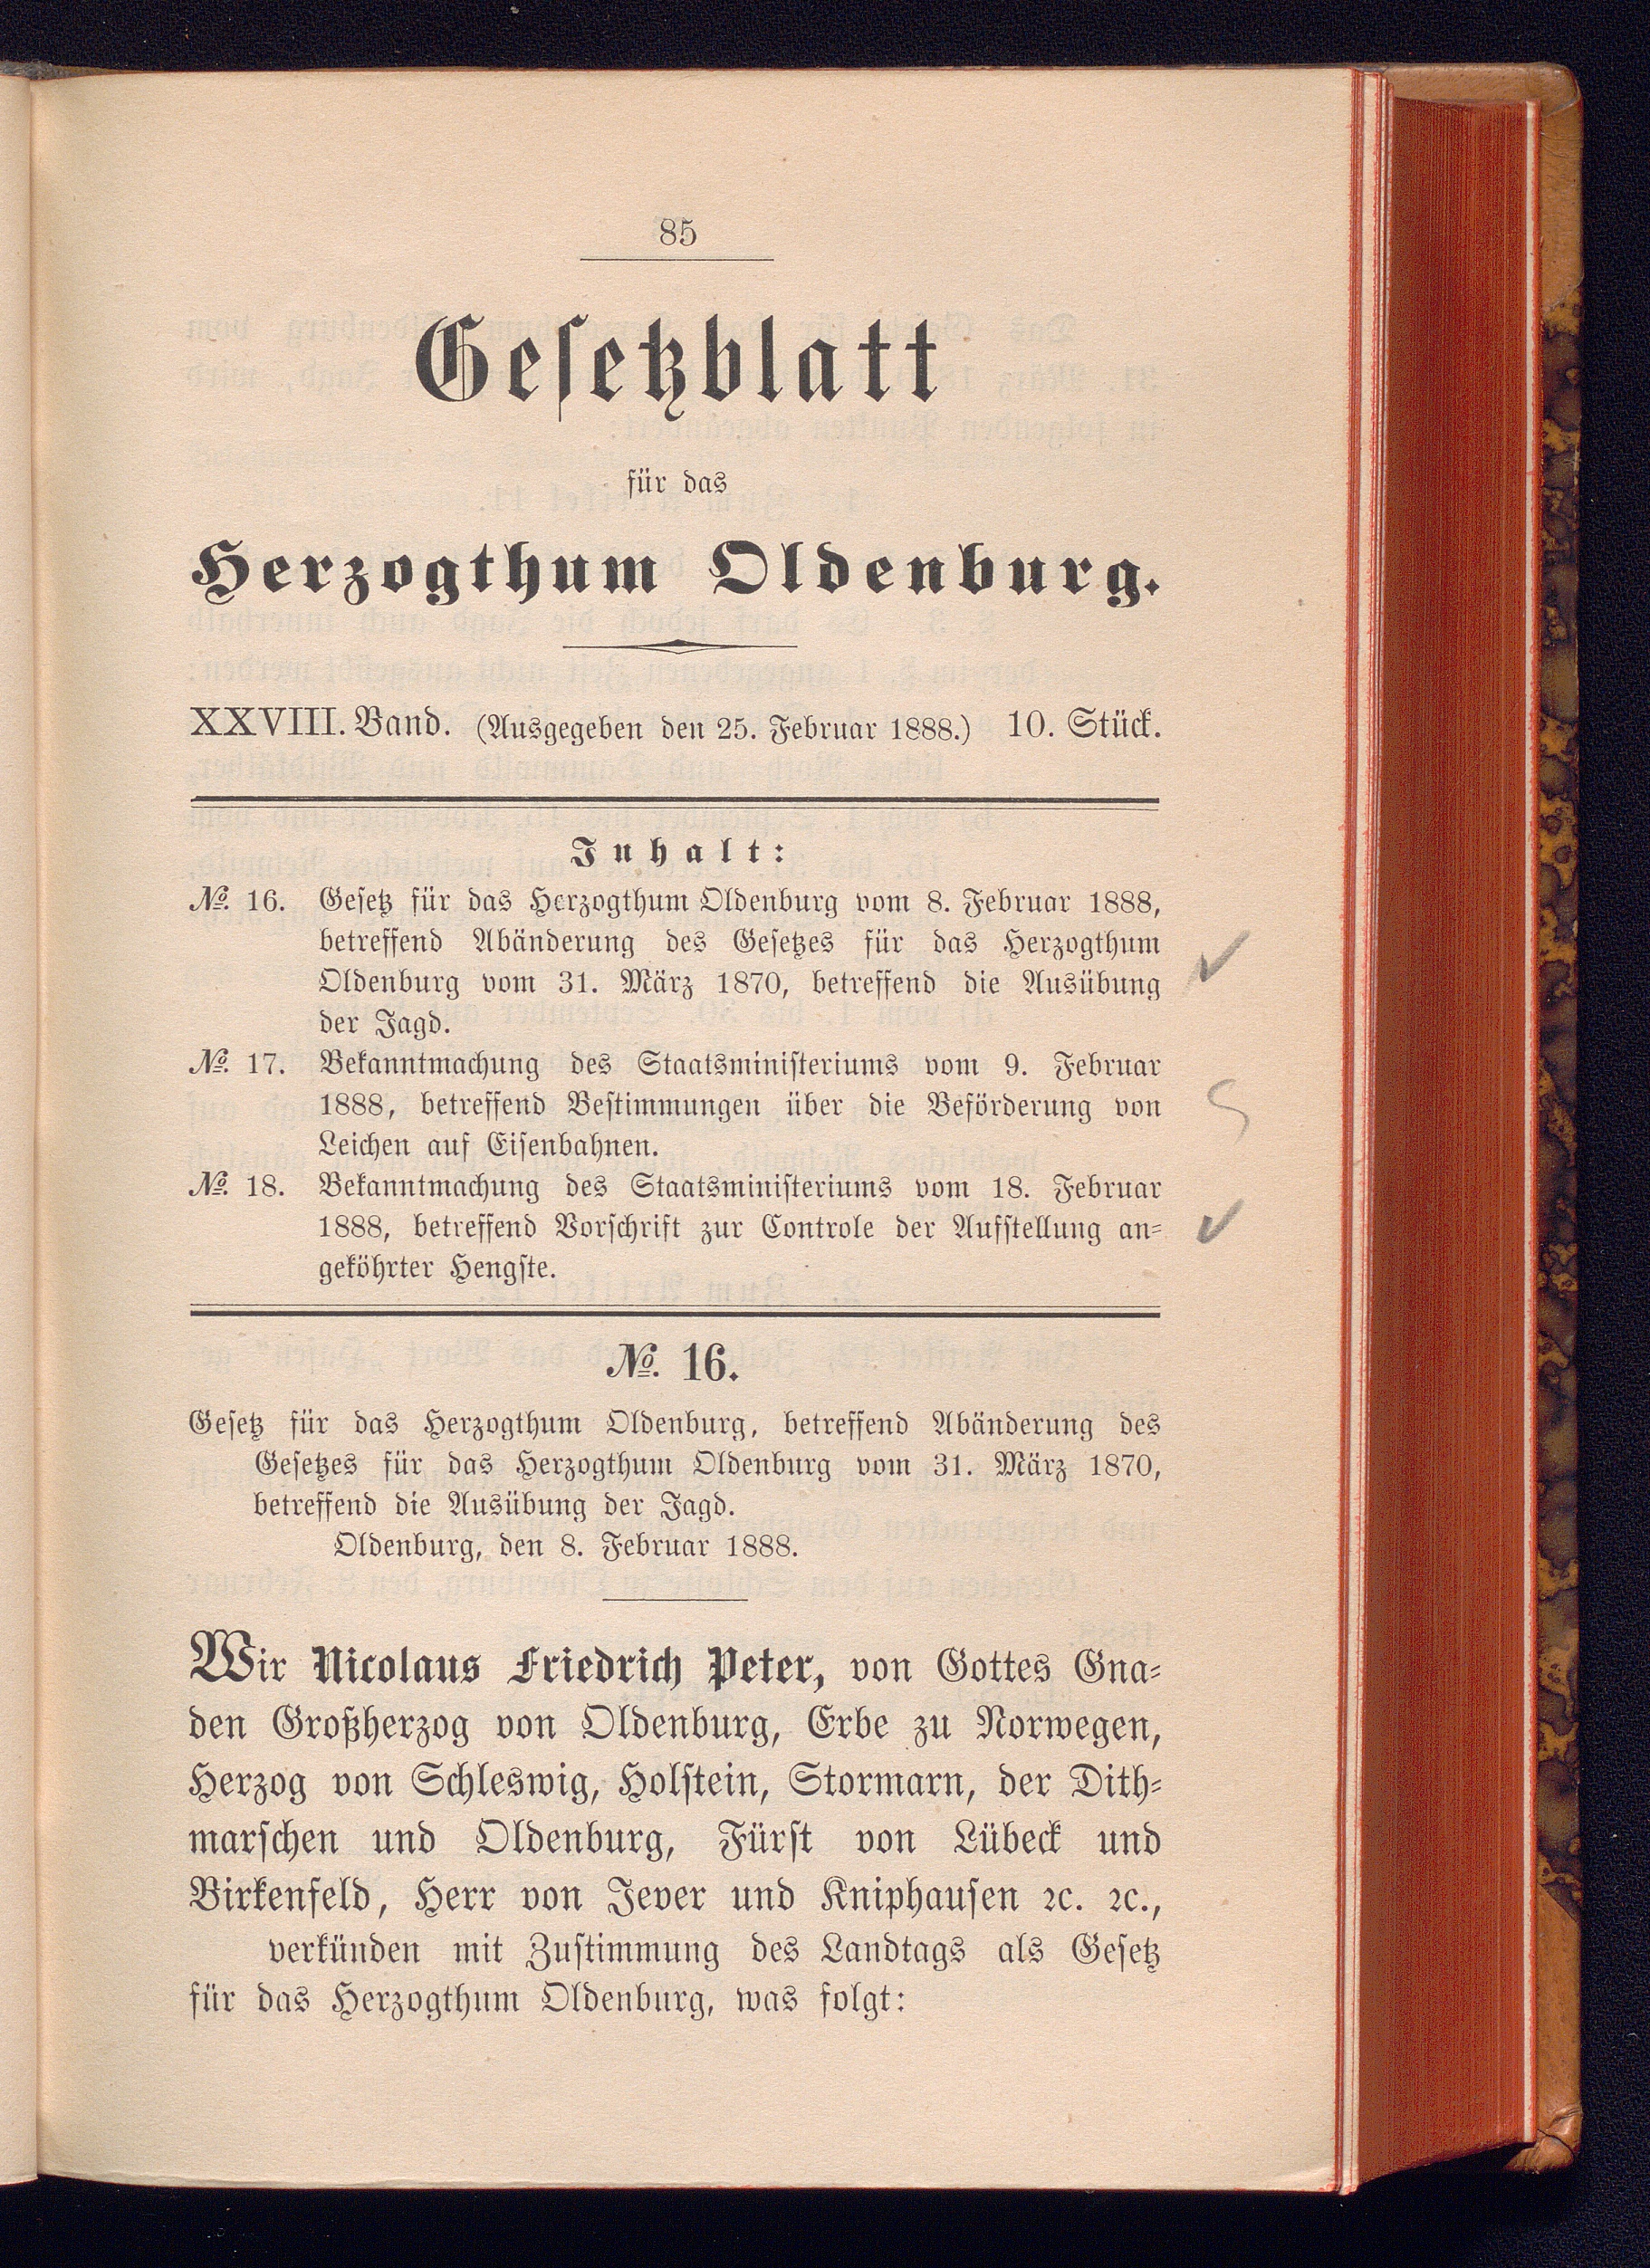 85
Gesetzblatt
für das
Herzogthum Oldenburg.
XXVIII. Band. (Ausgegeben den 25. Februar 1888.) 10. Stück.
Inhalt:
№. 16. Gesetz für das Herzogthum Oldenburg vom 8. Februar 1888,
betreffend Abänderung des Gesetzes für das Herzogthum
Oldenburg vom 31. März 1870, betreffend die Ausübung
der Jagd.
№. 17. Bekanntmachung des Staatsministeriums vom 9. Februar
1888, betreffend Bestimmungen über die Beförderung von
Leichen auf Eisenbahnen.
№. 18. Bekanntmachung des Staatsministeriums vom 18. Februar
1888, betreffend Vorschrift zur Controle der Aufstellung an-
geköhrter Hengste.
№. 16.
Gesetz für das Herzogthum Oldenburg, betreffend Abänderung des
Gesetzes für das Herzogthum Oldenburg vom 31. März 1870,
betreffend die Ausübung der Jagd.
Oldenburg, den 8. Februar 1888.
Wir Nicolaus Friedrich Peter, von Gottes Gna-
den Großherzog von Oldenburg, Erbe zu Norwegen,
Herzog von Schleswig, Holstein, Stormarn, der Dith-
marschen und Oldenburg, Fürst von Lübeck und
Birkenfeld, Herr von Jever und Kniphausen ꝛc. ꝛc.,
verkünden mit Zustimmung des Landtags als Gesetz
für das Herzogthum Oldenburg, was folgt: